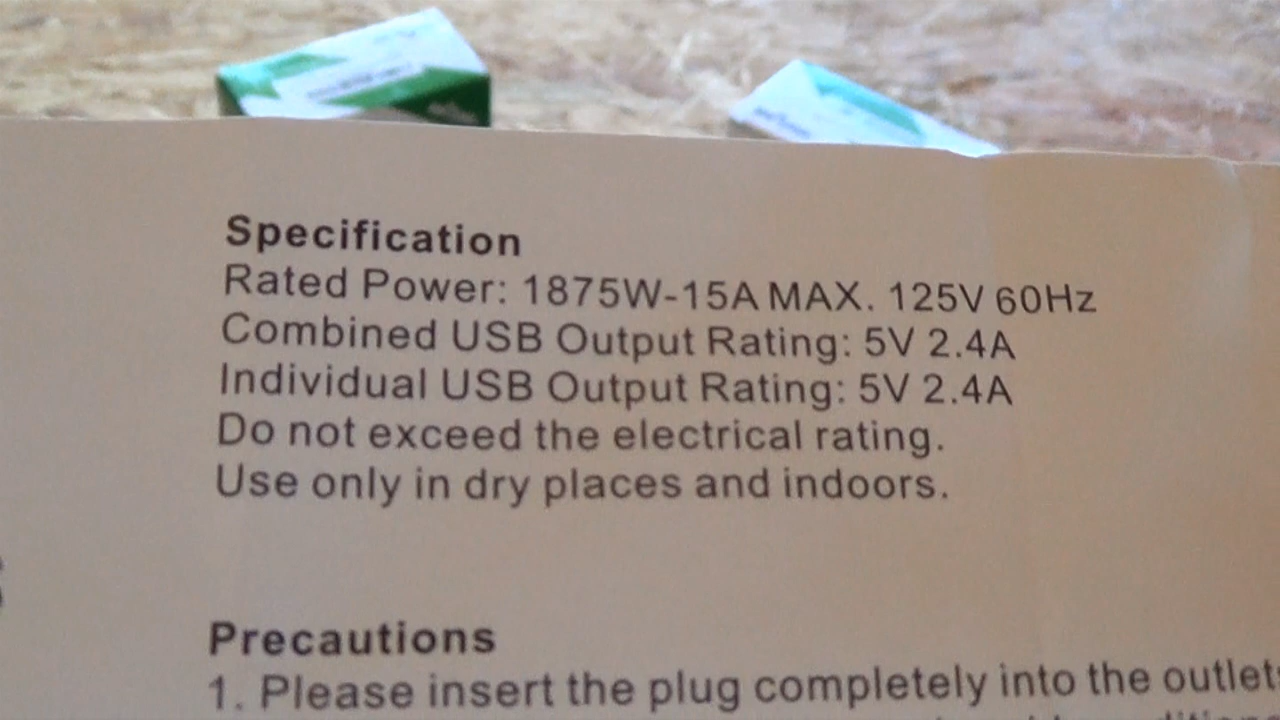 Specification
Rated Power: 1875W-15A MAX. 125V 60Hz
Combined USB Output Rating: 5V 2.4A
Individual USB Output Rating: 5V 2.4A
Do not exceed the electrical rating.
Use only in dry places and indoors.
Precautions
1. Please insert the plug completely into the outlets